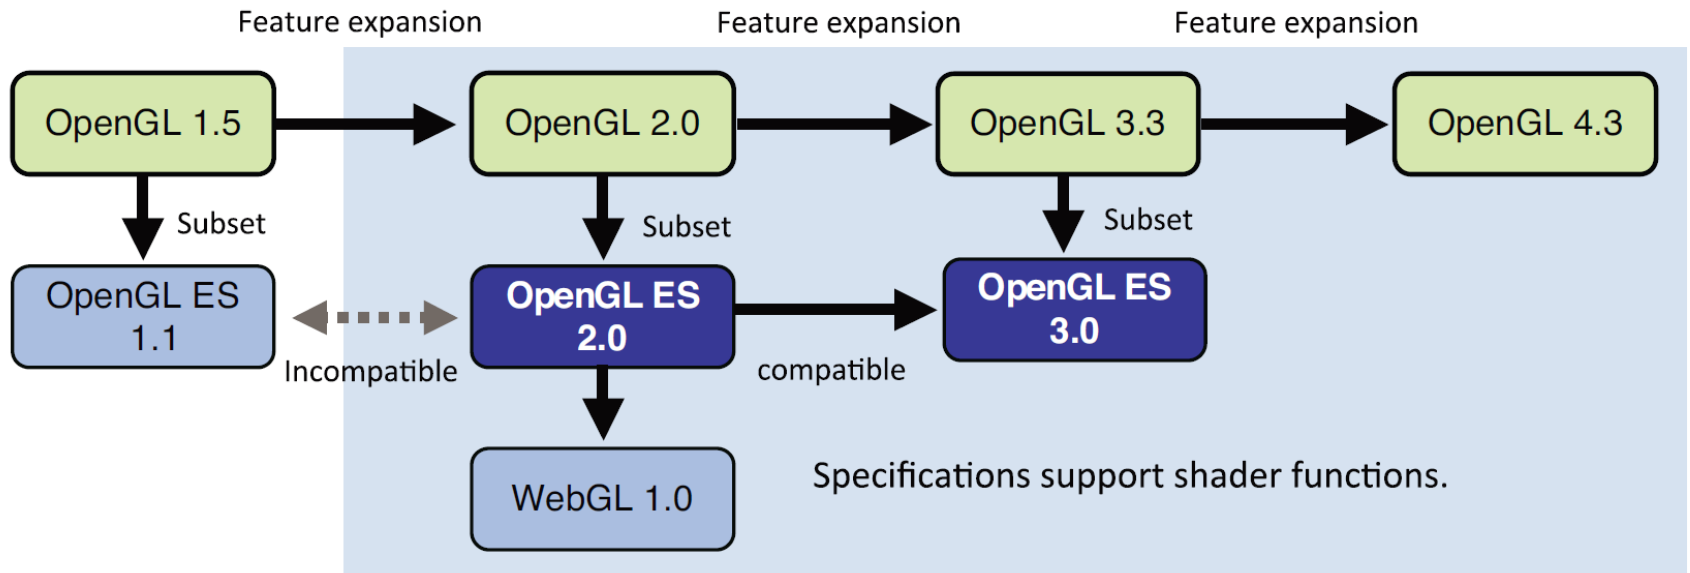 Feature expansion
Feature expansion
Feature expansion
OpenGL 1.5
OpenGL 2.0
OpenGL 3.3
OpenGL 4.3
Subset
Subset
Subset
OpenGL ES
1.1
Incompatible
OpenGL ES
2.0
compatible
OpenGL ES
3.0
WebGL 1.0
Specifications support shader functions.